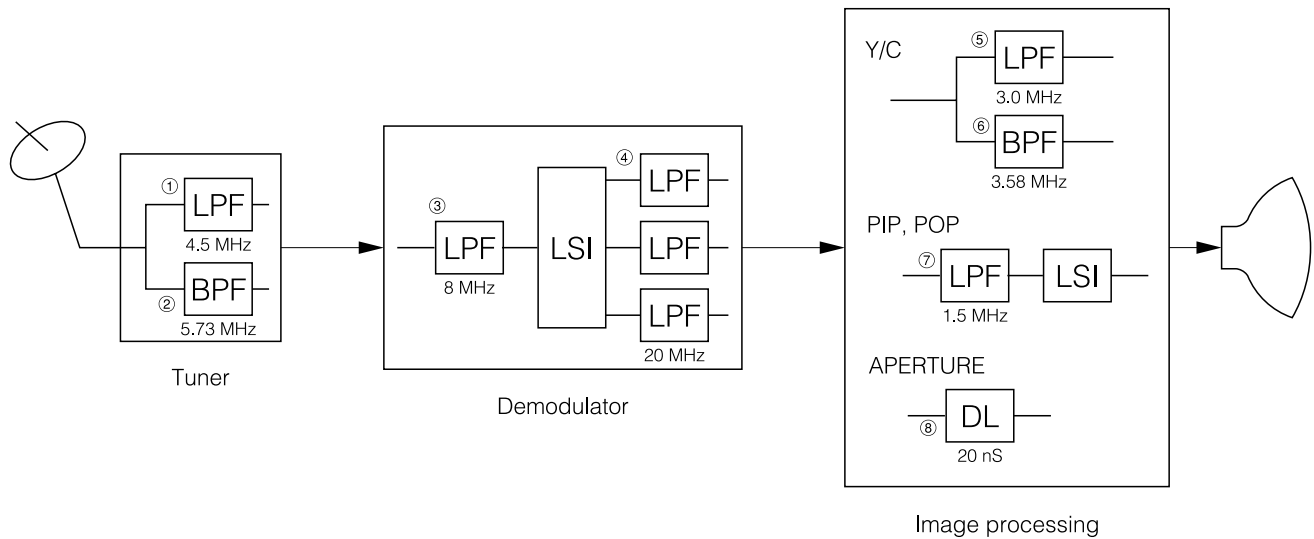 ①
LPF
4.5 MHz
②
BPF
5.73 MHz
Tuner
③
LPF
8 MHz
LSI
④
LPF
LPF
LPF
20 MHz
Demodulator
Y/C
⑤
LPF
3.0 MHz
⑥
BPF
3.58 MHz
PIP, POP
⑦
LPF
1.5 MHz
LSI
APERTURE
⑧
DL
20 nS
Image processing